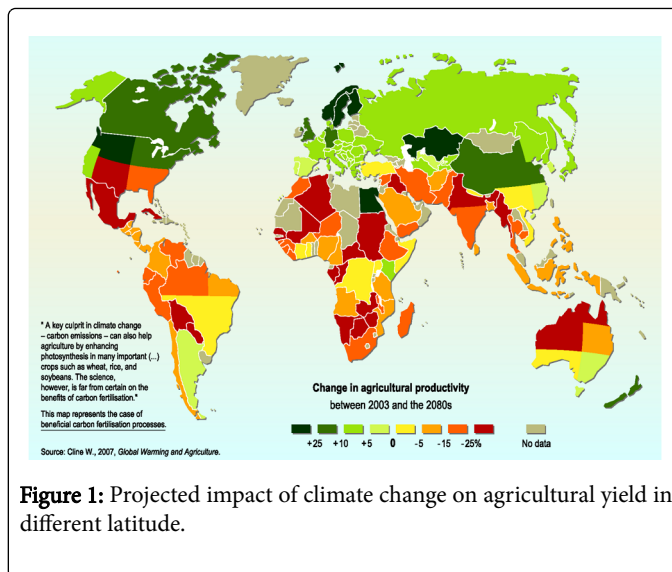 " A key culprit in climate change
– carbon emissions – can also help
agriculture by enhancing
photosynthesis in many important (...)
crops such as wheat, rice, and
soybeans. The science,
however, is far from certain on the
benefits of carbon fertilisation."
This map represents the case of
beneficial carbon fertilisation processes.
Source: Cline W., 2007, Global Warming and Agriculture.
Change in agricultural productivity
between 2003 and the 2080s
+25 +10 +5 0 -5 -15 -25% No data
Figure 1: Projected impact of climate change on agricultural yield in
different latitude.